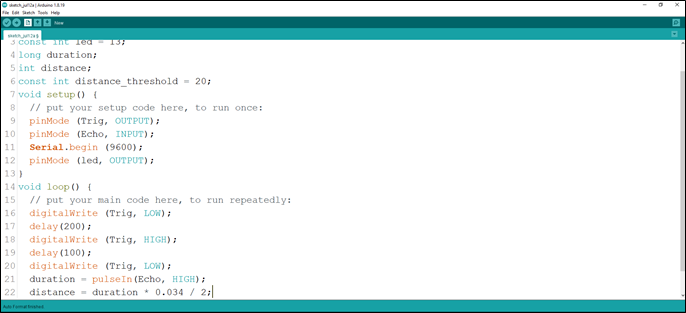 sketch_jul12a | Arduino 1.8.19
File Edit Sketch Tools Help
New
sketch_jul12a §
3 const int led = 13;
4 long duration;
5 int distance;
6 const int distance_threshold = 20;
7 void setup() {
8 // put your setup code here, to run once:
9 pinMode (Trig, OUTPUT);
10 pinMode (Echo, INPUT);
11 Serial.begin (9600);
12 pinMode (led, OUTPUT);
13 }
14 void loop() {
15 // put your main code here, to run repeatedly:
16 digitalWrite (Trig, LOW);
17 delay(200);
18 digitalWrite (Trig, HIGH);
19 delay(100);
20 digitalWrite (Trig, LOW);
21 duration = pulseIn(Echo, HIGH);
22 distance = duration * 0.034 / 2;
Auto Format finished.